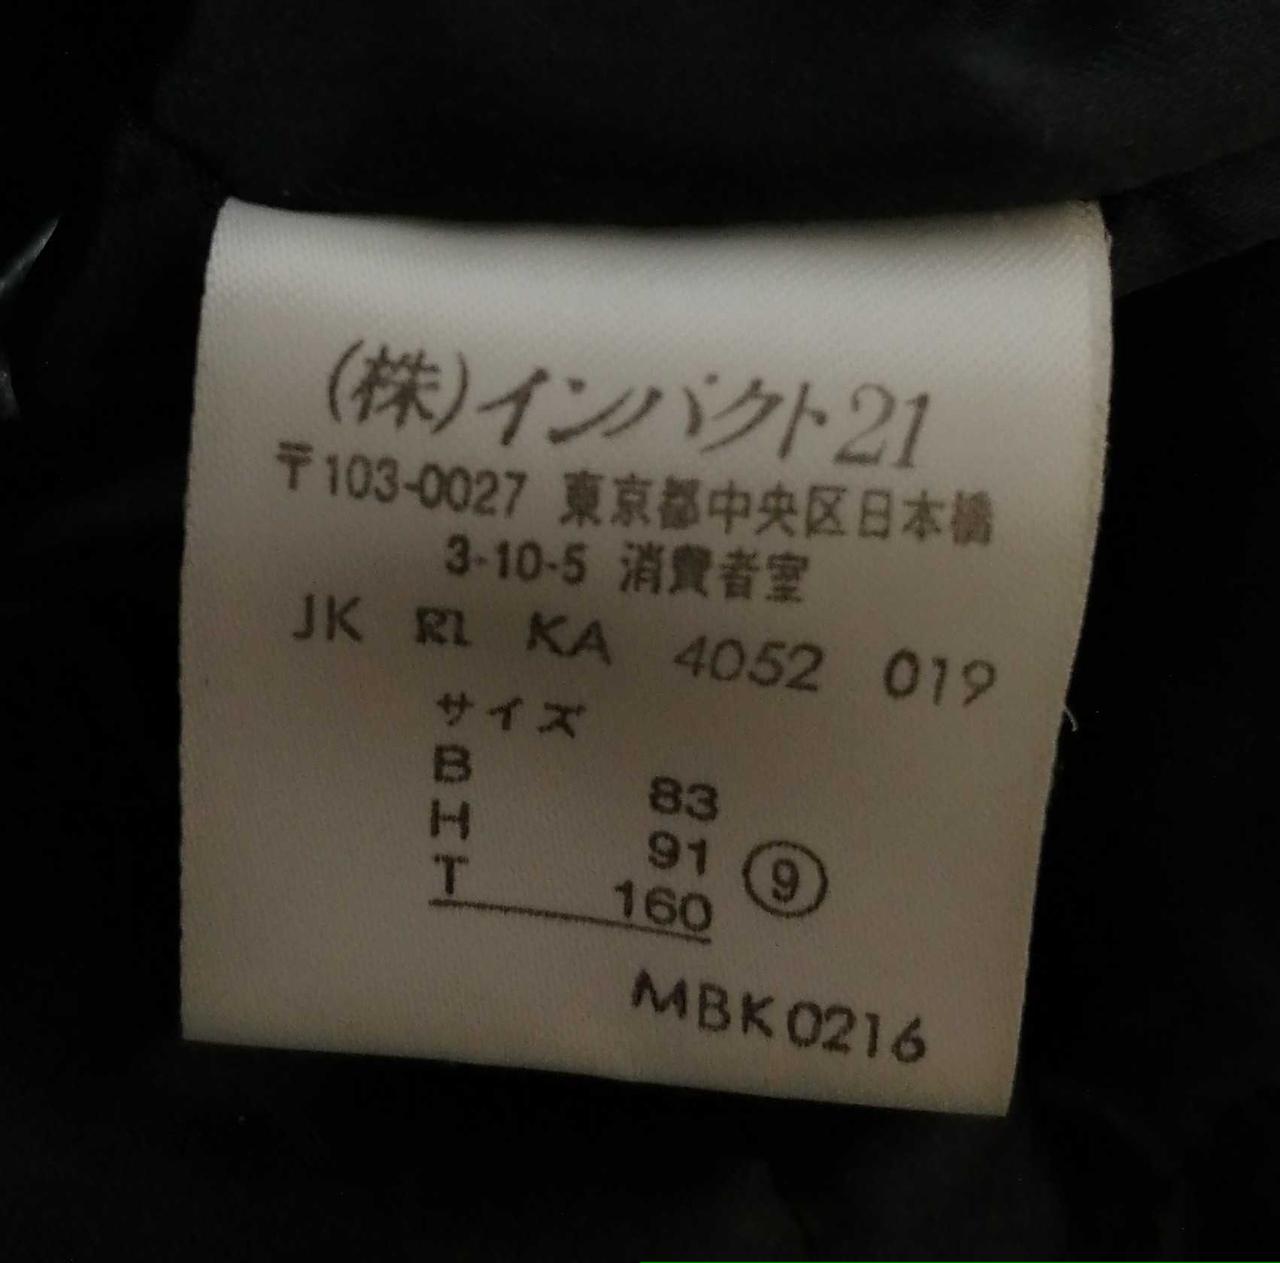 (株)インパクト21
〒103-0027 東京都中央区日本橋
3-10-5 消費者室
JK R1 KA 4052 019
サイズ
B 83
H 91
T 160 ⑨
MBK0216